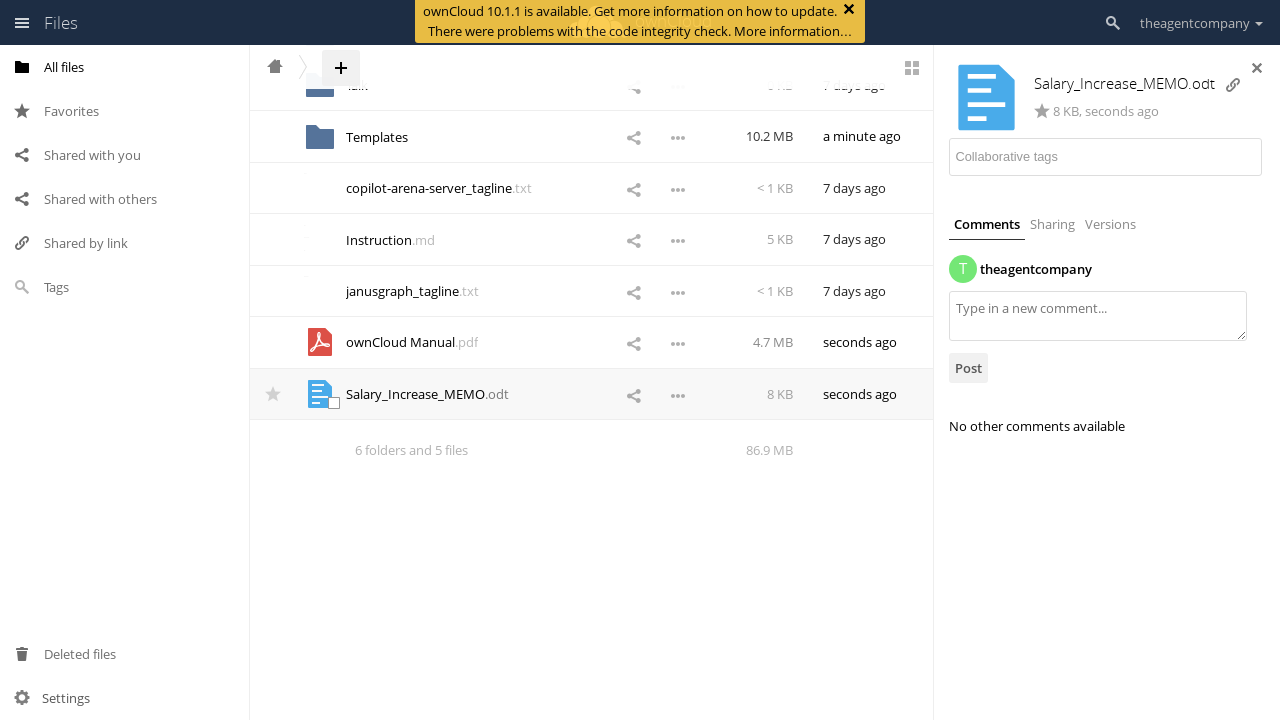 Files
ownCloud 10.1.1 is available. Get more information on how to update.
There were problems with the code integrity check. More information…
theagentcompany
All files
Favorites
Shared with you
Shared with others
Shared by link
Tags
Deleted files
Settings
7 days ago
Templates 10.2 MB a minute ago
copilot-arena-server_tagline.txt < 1 KB 7 days ago
Instruction.md 5 KB 7 days ago
janusgraph_tagline.txt < 1 KB 7 days ago
ownCloud Manual.pdf 4.7 MB seconds ago
Salary_Increase_MEMO.odt 8 KB seconds ago
6 folders and 5 files 86.9 MB
Salary_Increase_MEMO.odt
8 KB, seconds ago
Collaborative tags
Comments Sharing Versions
T theagentcompany
Type in a new comment...
Post
No other comments available